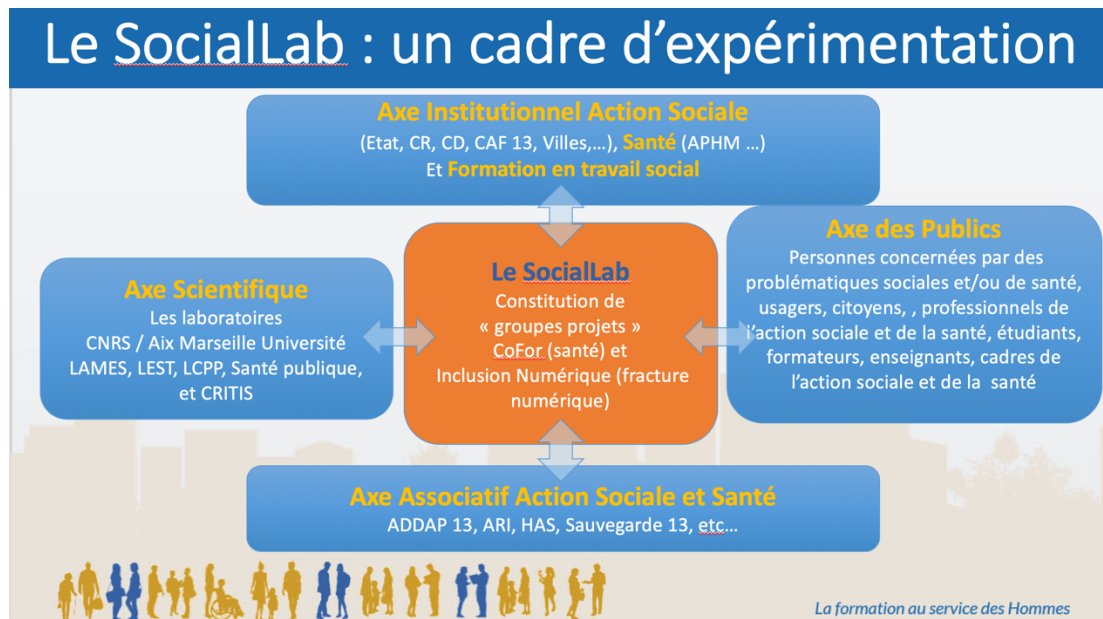 Le SocialLab : un cadre d'expérimentation
Axe Institutionnel Action Sociale
(Etat, CR, CD, CAF 13, Villes,…), Santé (APHM …)
Et Formation en travail social
Axe Scientifique
Les laboratoires
CNRS / Aix Marseille Université
LAMES, LEST, LCPP, Santé publique,
et CRITIS
Le SocialLab
Constitution de
« groupes projets »
CoFor (santé) et
Inclusion Numérique (fracture
numérique)
Axe des Publics
Personnes concernées par des
problématiques sociales et/ou de santé,
usagers, citoyens, , professionnels de
l'action sociale et de la santé, étudiants,
formateurs, enseignants, cadres de
l'action sociale et de la santé
Axe Associatif Action Sociale et Santé
ADDAP 13, ARI, HAS, Sauvegarde 13, etc…
La formation au service des Hommes